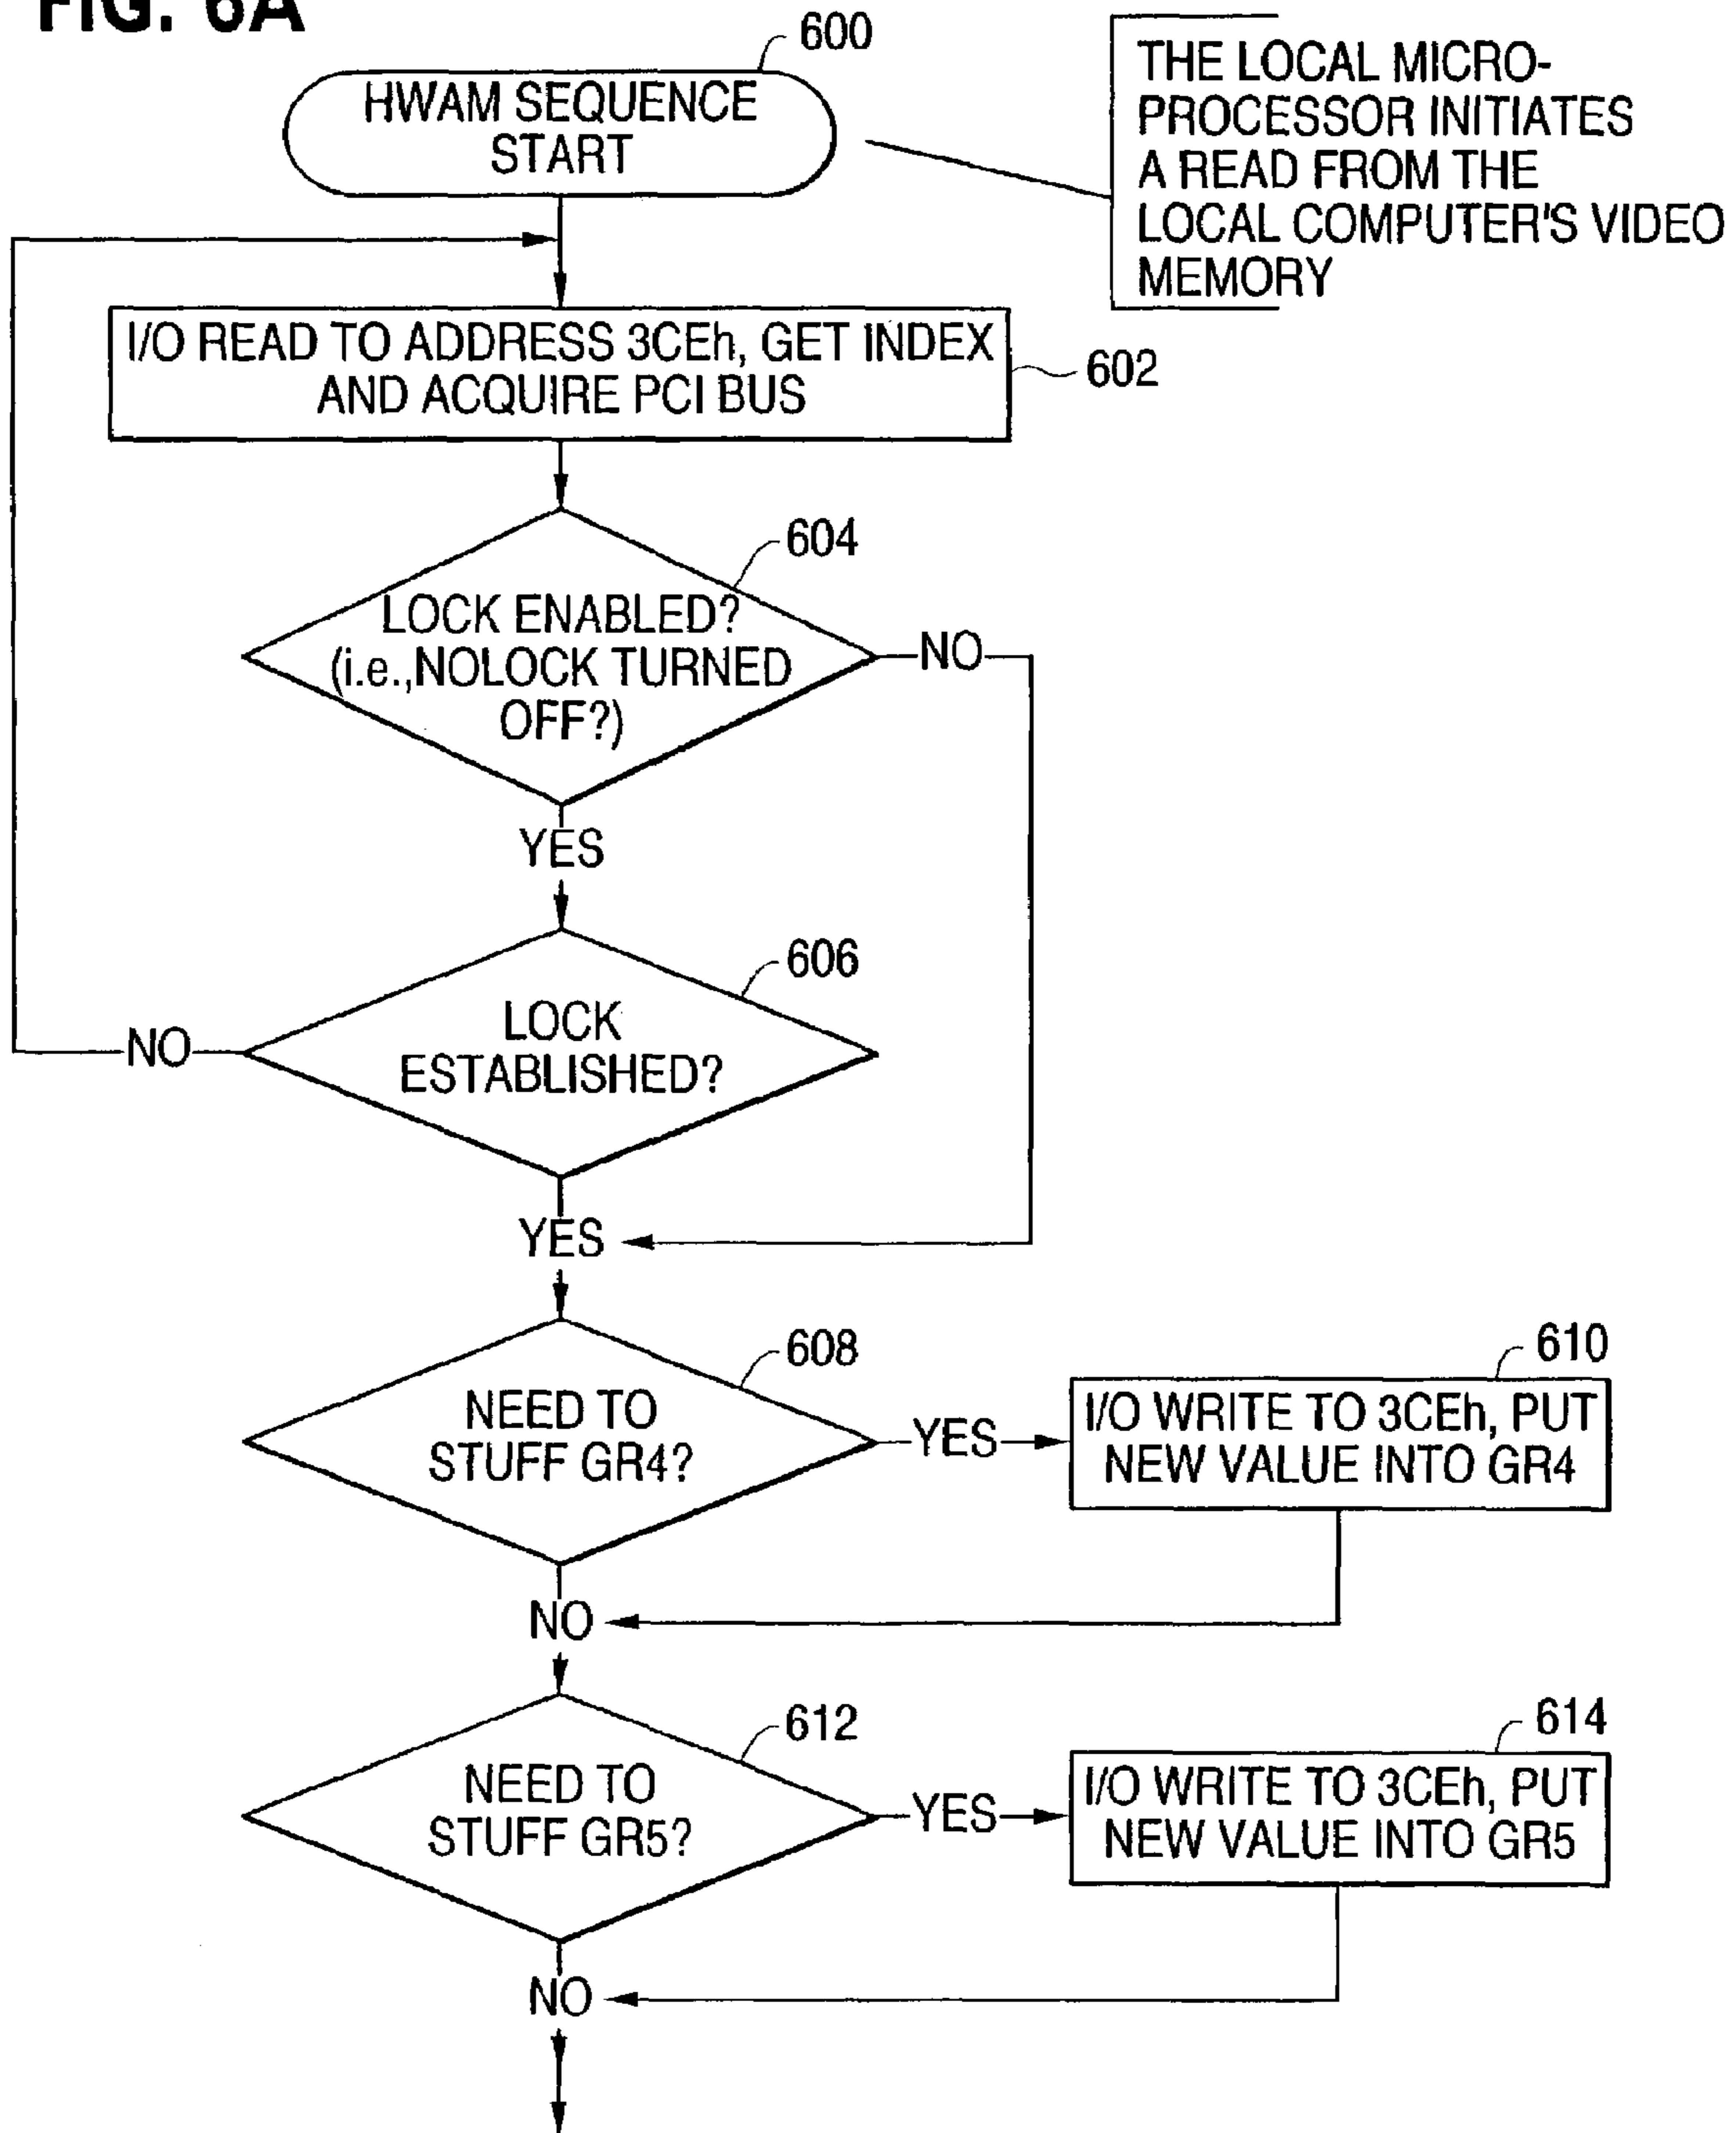 FIG. 6A
600
HWAM SEQUENCE
START
THE LOCAL MICRO-
PROCESSOR INITIATES
A READ FROM THE
LOCAL COMPUTER'S VIDEO
MEMORY
I/O READ TO ADDRESS 3CEh, GET INDEX
AND ACQUIRE PCI BUS
602
604
LOCK ENABLED?
(i.e.,NOLOCK TURNED
OFF?)
NO
YES
606
LOCK
ESTABLISHED?
NO
YES
608
NEED TO
STUFF GR4?
YES
610
I/O WRITE TO 3CEh, PUT
NEW VALUE INTO GR4
NO
612
NEED TO
STUFF GR5?
YES
614
I/O WRITE TO 3CEh, PUT
NEW VALUE INTO GR5
NO